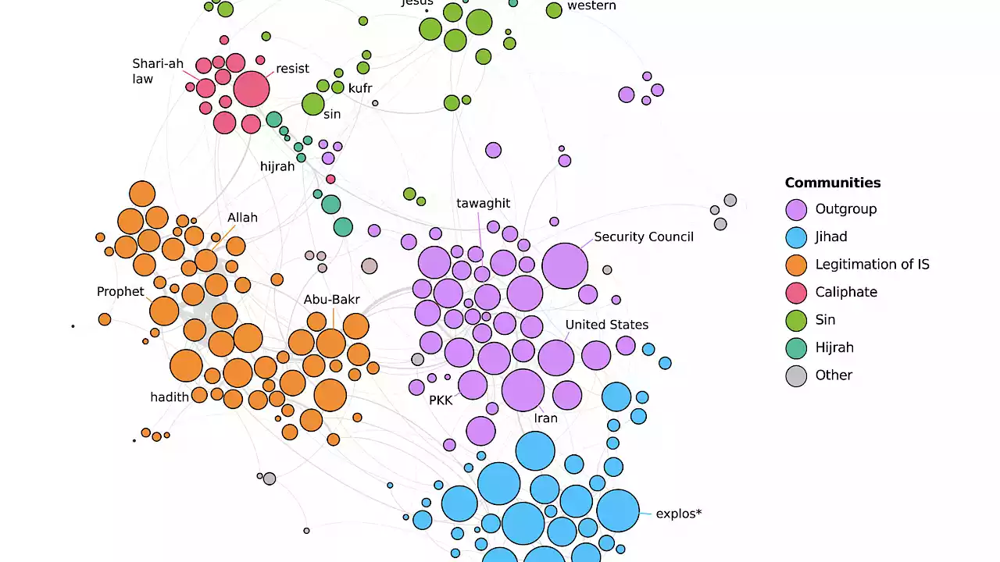 jesus
western
Shari-ah
law
resist
kufr
sin
hijrah
Allah
tawaghit
Security Council
Prophet
Abu-Bakr
United States
hadith
PKK
Iran
explos*
Communities
Outgroup
Jihad
Legitimation of IS
Caliphate
Sin
Hijrah
Other